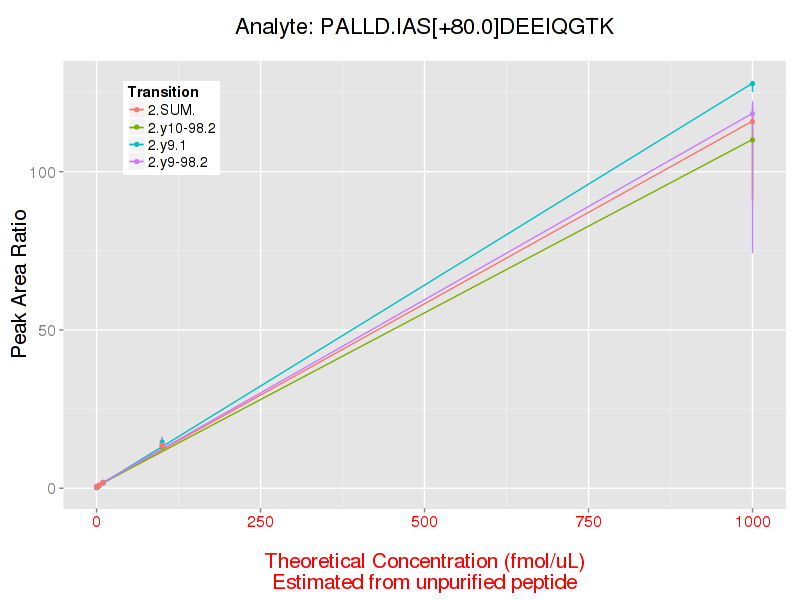 Analyte: PALLD.IAS[+80.0]DEEIQGTK
Transition
2.SUM.
2.y10-98.2
2.y9.1
2.y9-98.2
Peak Area Ratio
100
50
0
0 250 500 750 1000
Theoretical Concentration (fmol/uL)
Estimated from unpurified peptide